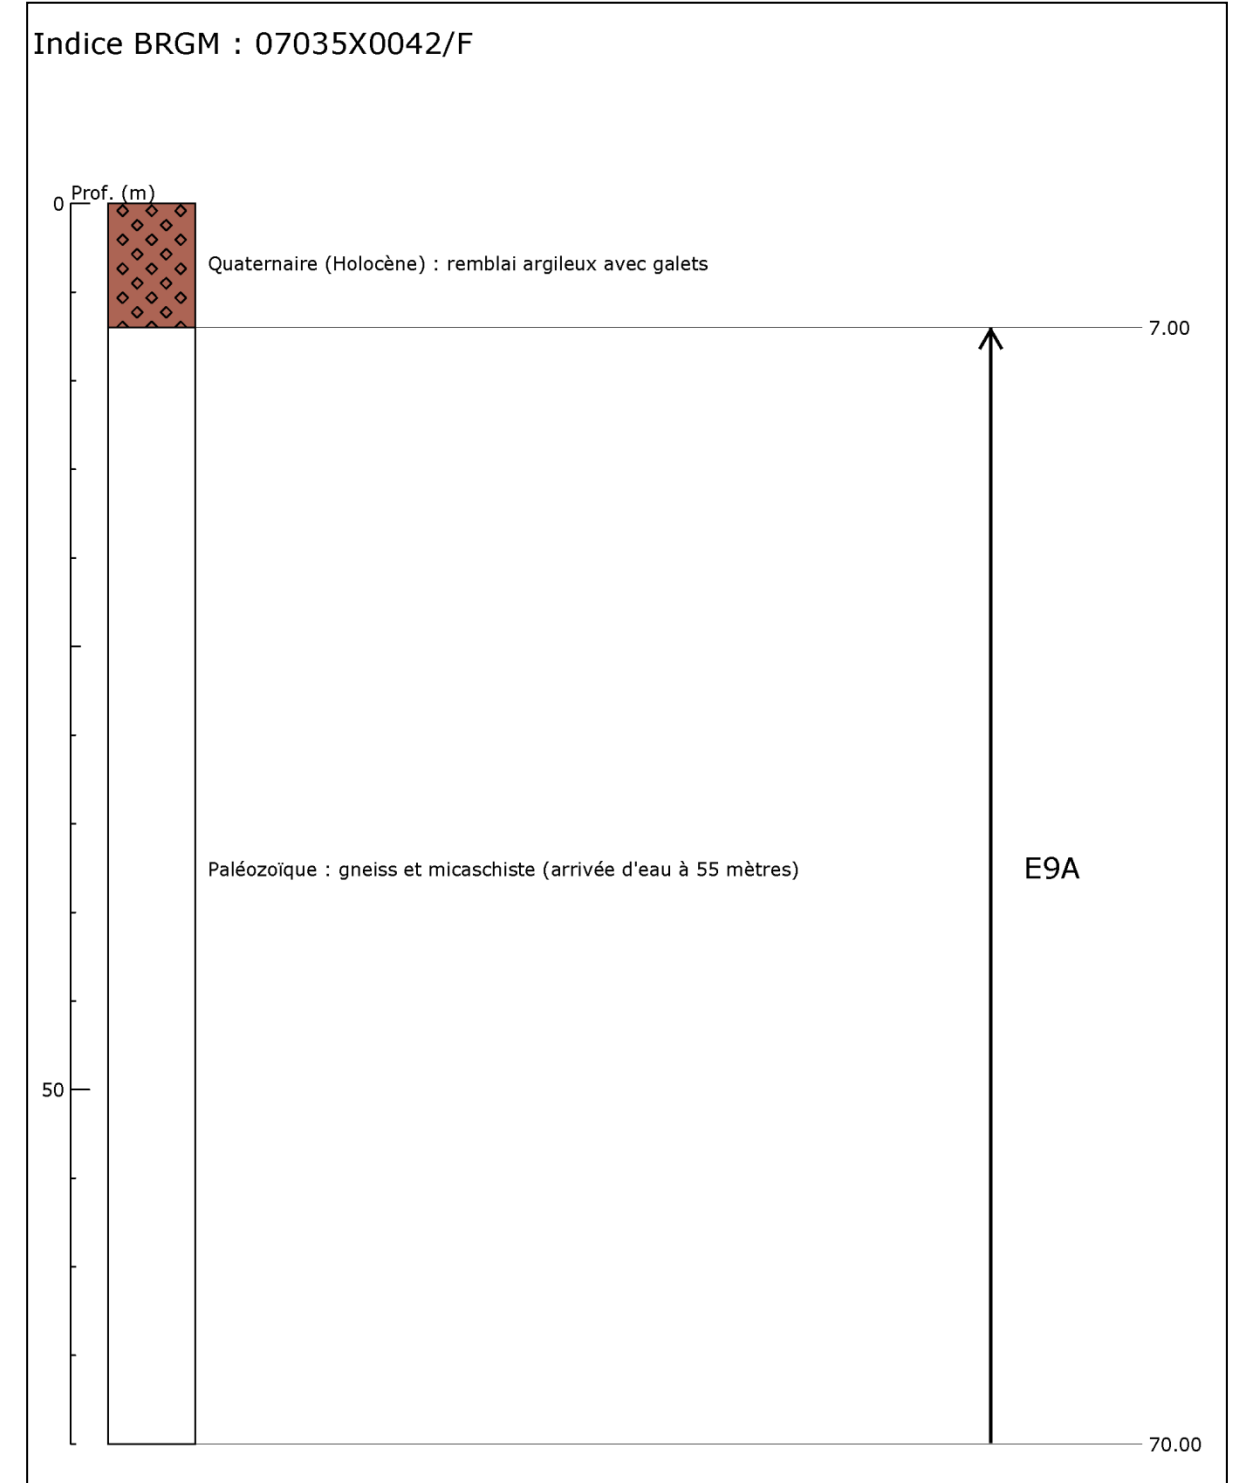 Indice BRGM : 07035X0042/F
Prof. (m)
0
Quaternaire (Holocène) : remblai argileux avec galets
7.00
Paléozoïque : gneiss et micaschiste (arrivée d'eau à 55 mètres)
E9A
50
70.00